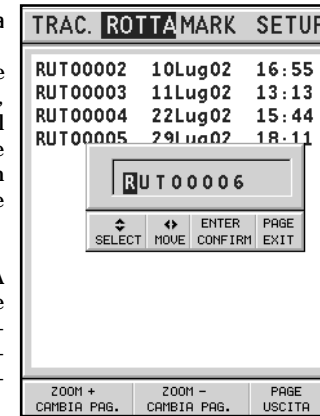 TRAC. ROTTA MARK SETUP
RUT00002 10Lug02 16:55
RUT00003 11Lug02 13:13
RUT00004 22Lug02 15:44
RUT00005 29Lug02 18:11
RUT00006
SELECT MOVE ENTER CONFIRM PAGE EXIT
ZOOM + ZOOM - PAGE
CAMBIA PAG. CAMBIA PAG. USCITA